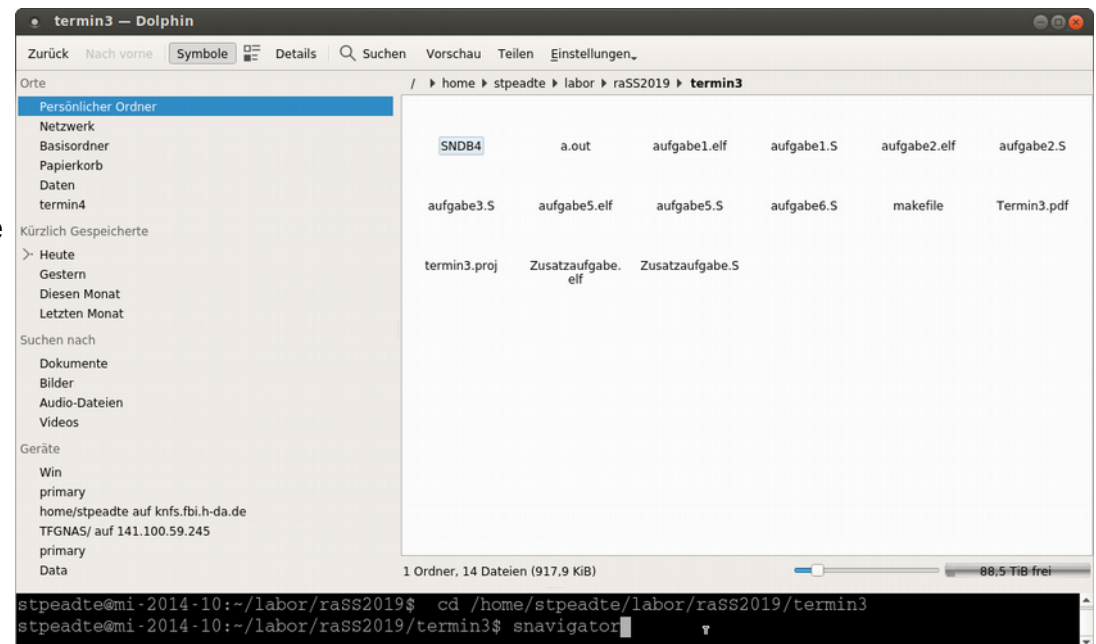 termin3 — Dolphin
Zurück Nach vorne Symbole Details Suchen Vorschau Teilen Einstellungen
Orte
/ home stpeadte labor raSS2019 termin3
Persönlicher Ordner
Netzwerk
Basisordner
Papierkorb
Daten
termin4
Kürzlich Gespeicherte
Heute
Gestern
Diesen Monat
Letzten Monat
Suchen nach
Dokumente
Bilder
Audio-Dateien
Videos
Geräte
Win
primary
home/stpeadte auf knfs.fbi.h-da.de
TFGNAS/ auf 141.100.59.245
primary
Data
SNDB4 a.out aufgabe1.elf aufgabe1.S aufgabe2.elf aufgabe2.S
aufgabe3.S aufgabe5.elf aufgabe5.S aufgabe6.S makefile Termin3.pdf
termin3.proj Zusatzaufgabe. Zusatzaufgabe.S
elf
1 Ordner, 14 Dateien (917,9 KiB) 88,5 TiB frei
stpeadte@mi-2014-10:~/labor/raSS2019$ cd /home/stpeadte/labor/raSS2019/termin3
stpeadte@mi-2014-10:~/labor/raSS2019/termin3$ snavigator